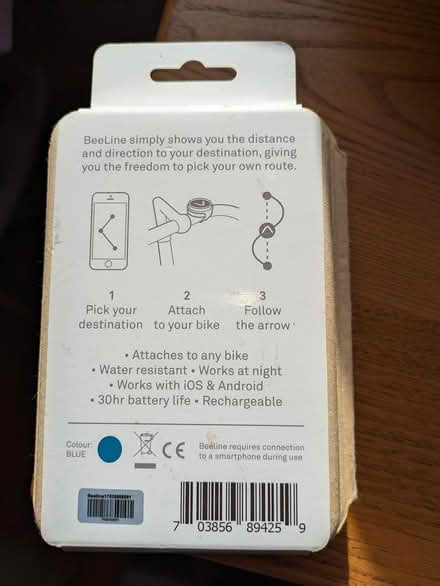 BeeLine simply shows you the distance
and direction to your destination, giving
you the freedom to pick your own route.
1
Pick your
destination
2
Attach
to your bike
3
Follow
the arrow
• Attaches to any bike
• Water resistant • Works at night
• Works with iOS & Android
• 30hr battery life • Rechargeable
Colour:
BLUE
CE
Beeline requires connection
to a smartphone during use
7 03856 89425 9